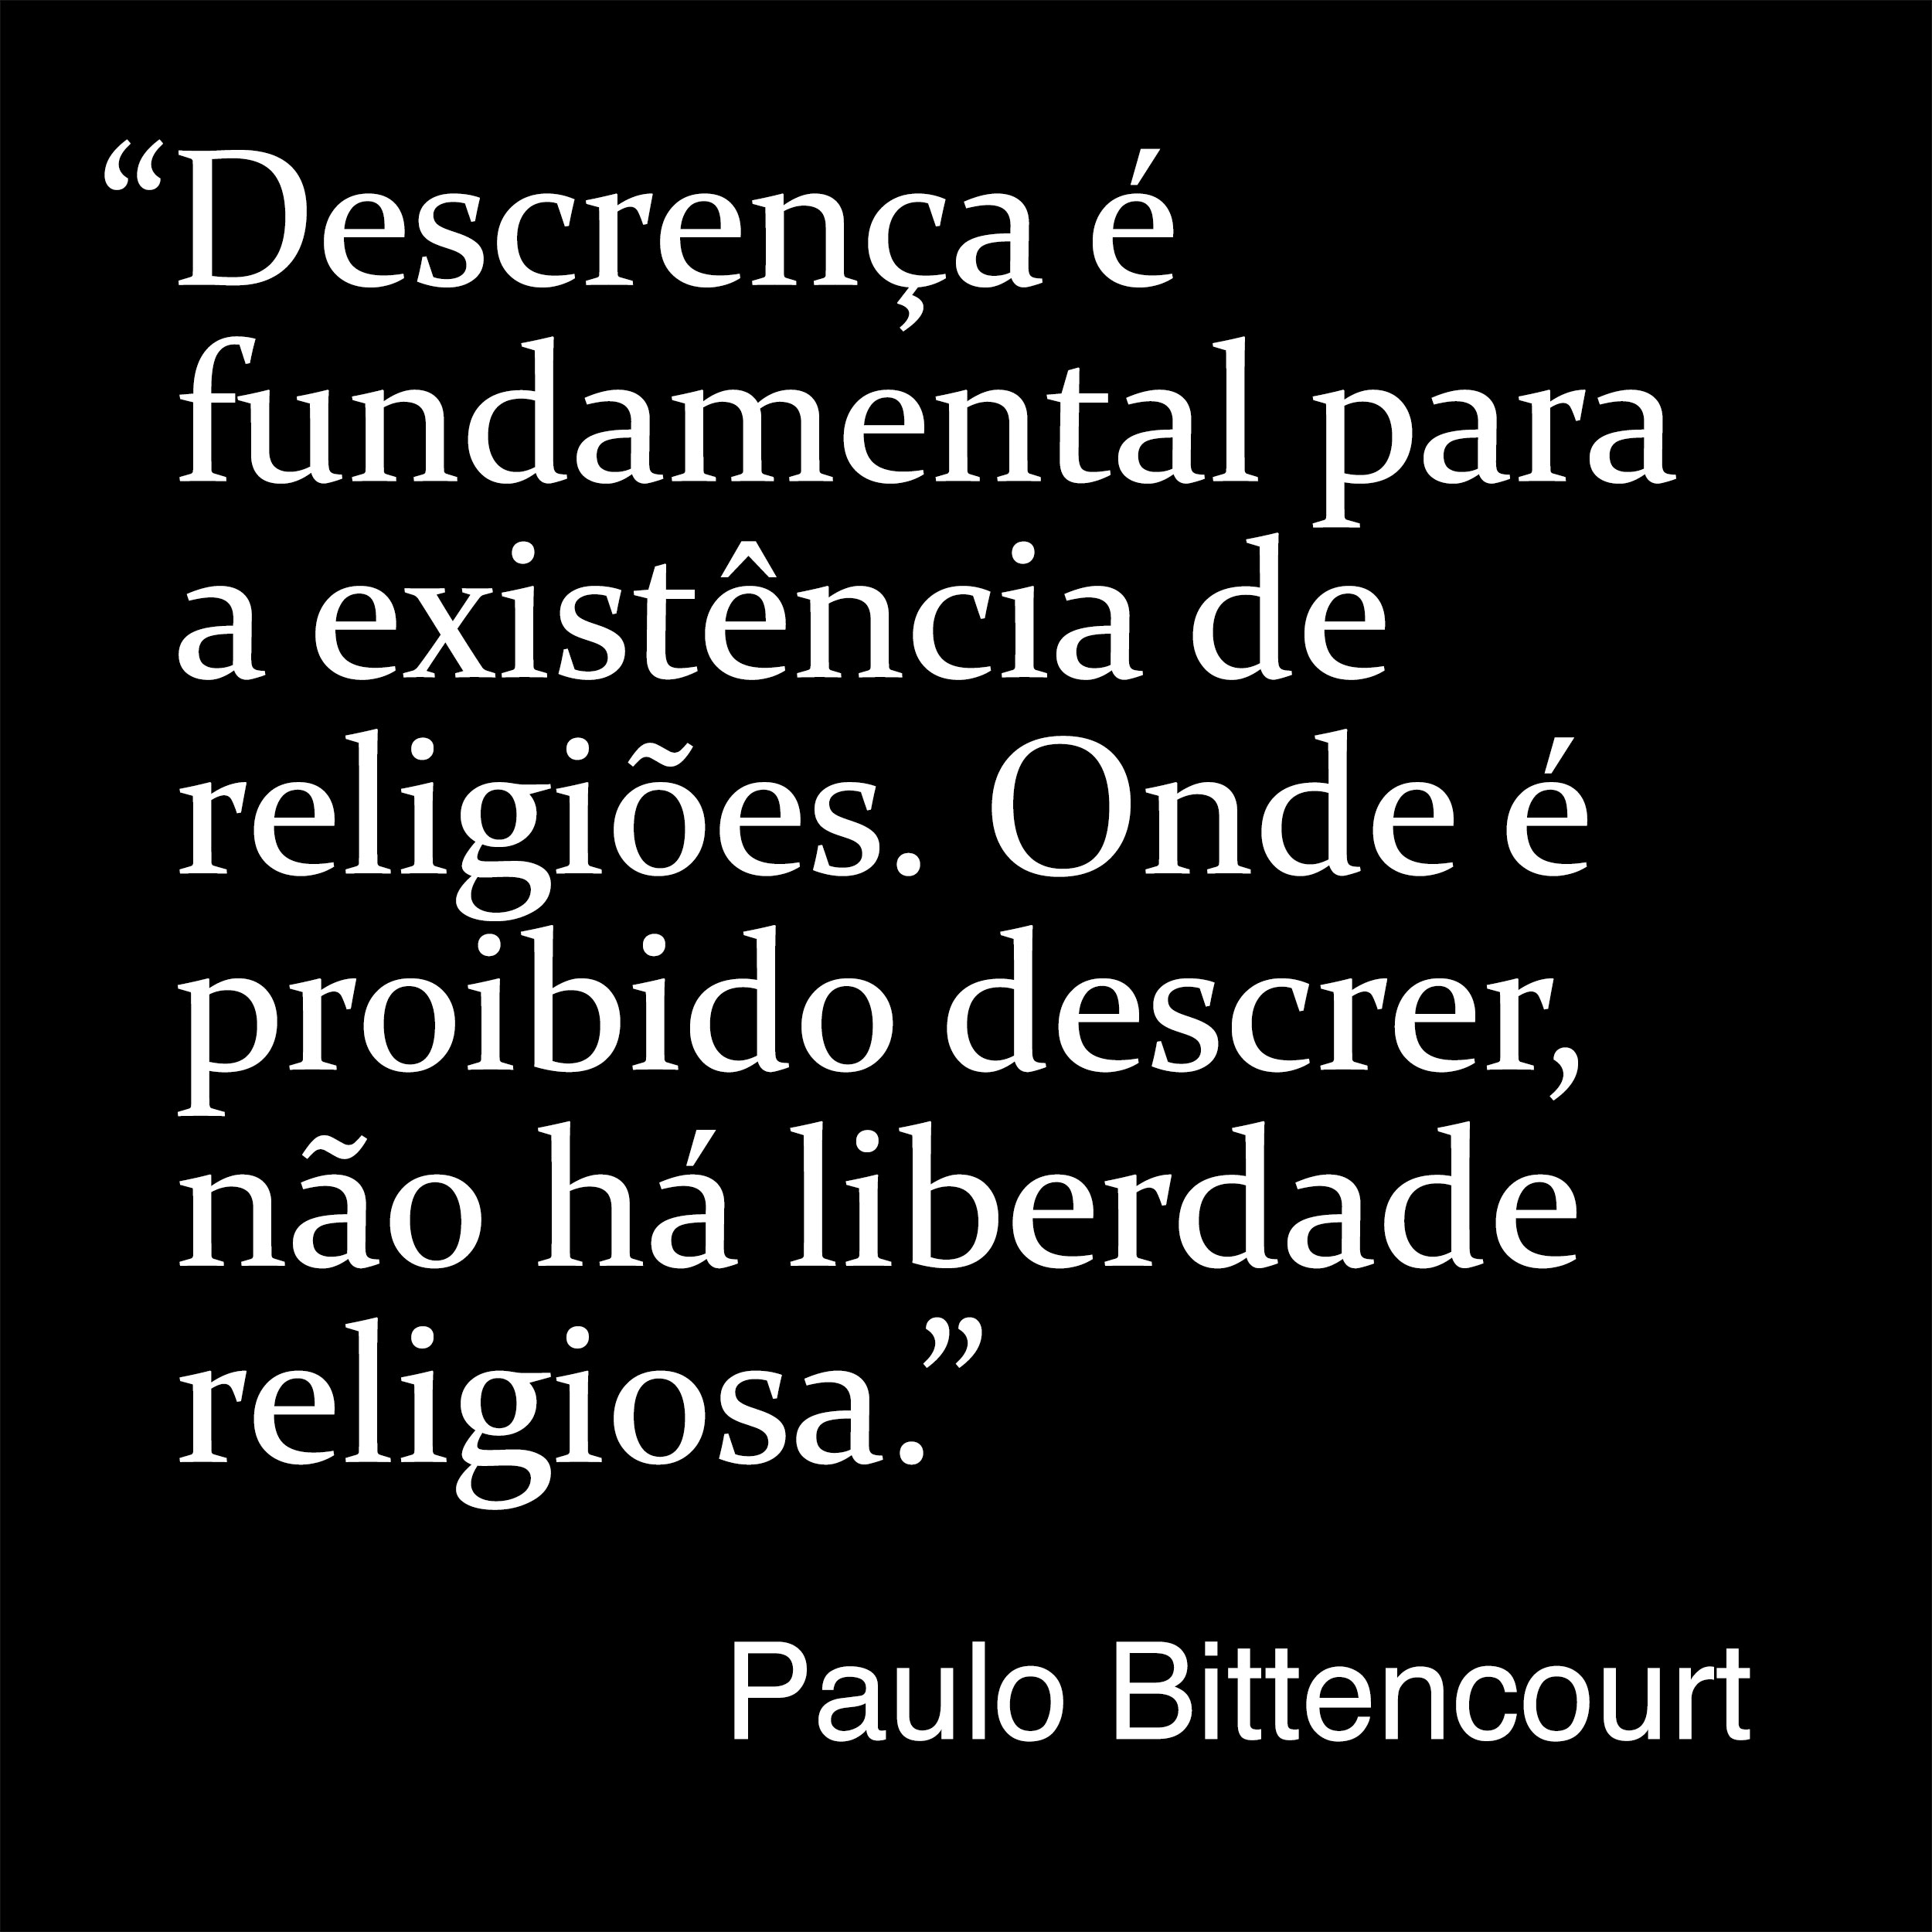 “Descrença é
fundamental para
a existência de
religiões. Onde é
proibido descrer,
não há liberdade
religiosa.”
Paulo Bittencourt